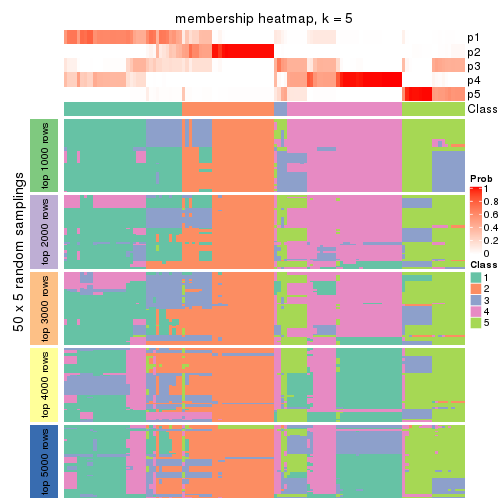 membership heatmap, k = 5
p1
p2
p3
p4
p5
Class
50 x 5 random samplings
top 1000 rows
top 2000 rows
top 3000 rows
top 4000 rows
top 5000 rows
Prob
1
0.8
0.6
0.4
0.2
0
Class
1
2
3
4
5